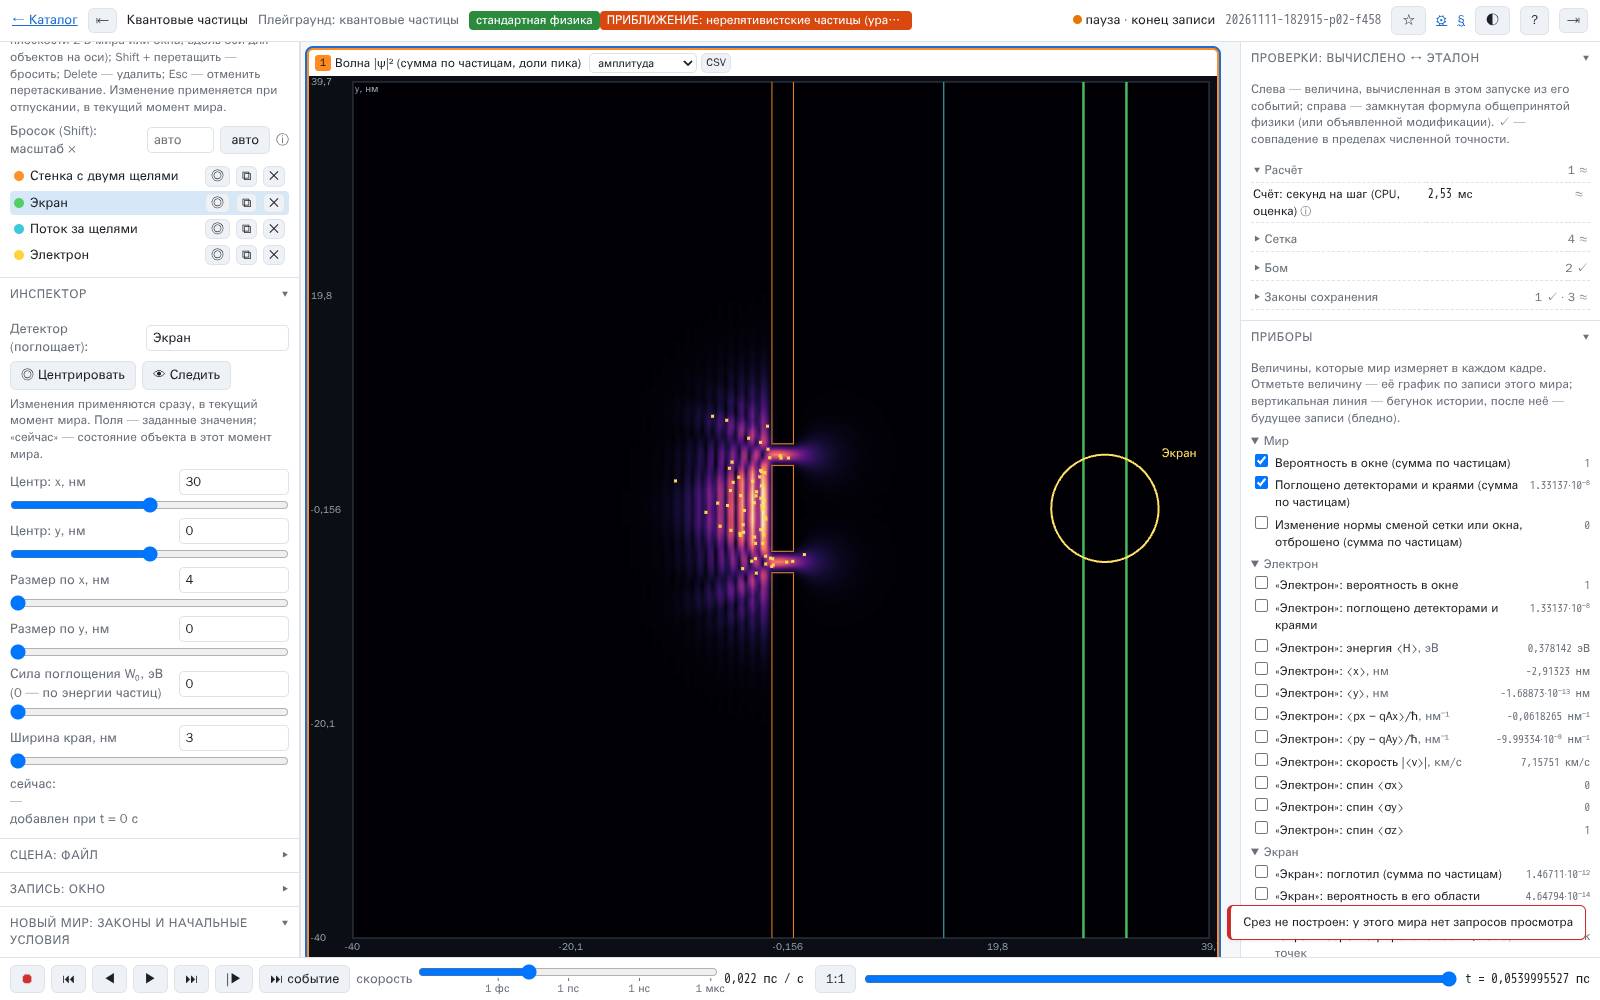 ← Каталог
Квантовые частицы
Плейграунд: квантовые частицы
стандартная физика
ПРИБЛИЖЕНИЕ: нерелятивистские частицы (ура…
пауза · конец записи
20261111-182915-p02-f458
объектов на оси); Shift + перетащить —
бросить; Delete — удалить; Esc — отменить
перетаскивание. Изменение применяется при
отпускании, в текущий момент мира.
Бросок (Shift):
масштаб ×
авто
авто
Стенка с двумя щелями
Экран
Поток за щелями
Электрон
ИНСПЕКТОР
Детектор
(поглощает):
Экран
Центрировать
Следить
Изменения применяются сразу, в текущий
момент мира. Поля — заданные значения;
«сейчас» — состояние объекта в этот момент
мира.
Центр: x, нм
30
Центр: y, нм
0
Размер по x, нм
4
Размер по y, нм
0
Сила поглощения W₀, эВ
(0 — по энергии частиц)
0
Ширина края, нм
3
сейчас:
—
добавлен при t = 0 с
СЦЕНА: ФАЙЛ
ЗАПИСЬ: ОКНО
НОВЫЙ МИР: ЗАКОНЫ И НАЧАЛЬНЫЕ
УСЛОВИЯ
1 Волна |ψ|² (сумма по частицам, доли пика)
амплитуда
CSV
39,7
y, нм
19,8
-0,156
-20,1
-40
Экран
-40
-20,1
-0,156
19,8
39,
ПРОВЕРКИ: ВЫЧИСЛЕНО ↔ ЭТАЛОН
Слева — величина, вычисленная в этом запуске из его
событий; справа — замкнутая формула общепринятой
физики (или объявленной модификации). ✓ —
совпадение в пределах численной точности.
Расчёт 1 ≈
Счёт: секунд на шаг (CPU,
оценка) ⓘ
2,53 мс
≈
Сетка 4 ≈
Бом 2 ✓
Законы сохранения 1 ✓ · 3 ≈
ПРИБОРЫ
Величины, которые мир измеряет в каждом кадре.
Отметьте величину — её график по записи этого мира;
вертикальная линия — бегунок истории, после неё —
будущее записи (бледно).
Мир
Вероятность в окне (сумма по частицам) 1
Поглощено детекторами и краями (сумма
по частицам)
1.33137·10⁻⁸
Изменение нормы сменой сетки или окна,
отброшено (сумма по частицам)
0
Электрон
«Электрон»: вероятность в окне 1
«Электрон»: поглощено детекторами и
краями
1.33137·10⁻⁸
«Электрон»: энергия ⟨H⟩, эВ 0,378142 эВ
«Электрон»: ⟨x⟩, нм -2,91323 нм
«Электрон»: ⟨y⟩, нм -1.68873·10⁻¹³ нм
«Электрон»: ⟨px − qAx⟩/ħ, нм⁻¹ -0,0618265 нм⁻¹
«Электрон»: ⟨py − qAy⟩/ħ, нм⁻¹ -9.99334·10⁻⁹ нм⁻¹
«Электрон»: скорость |⟨v⟩|, км/с 7,15751 км/с
«Электрон»: спин ⟨σx⟩ 0
«Электрон»: спин ⟨σy⟩ 0
«Электрон»: спин ⟨σz⟩ 1
Экран
«Экран»: поглотил (сумма по частицам) 1.46711·10⁻¹²
«Экран»: вероятность в его области 4.64794·10⁻¹⁴
Срез не построен: у этого мира нет запросов просмотра
точек
событие
скорость
1 фс
1 пс
1 нс
1 мкс
0,022 пс / с
1:1
t = 0,0539995527 пс